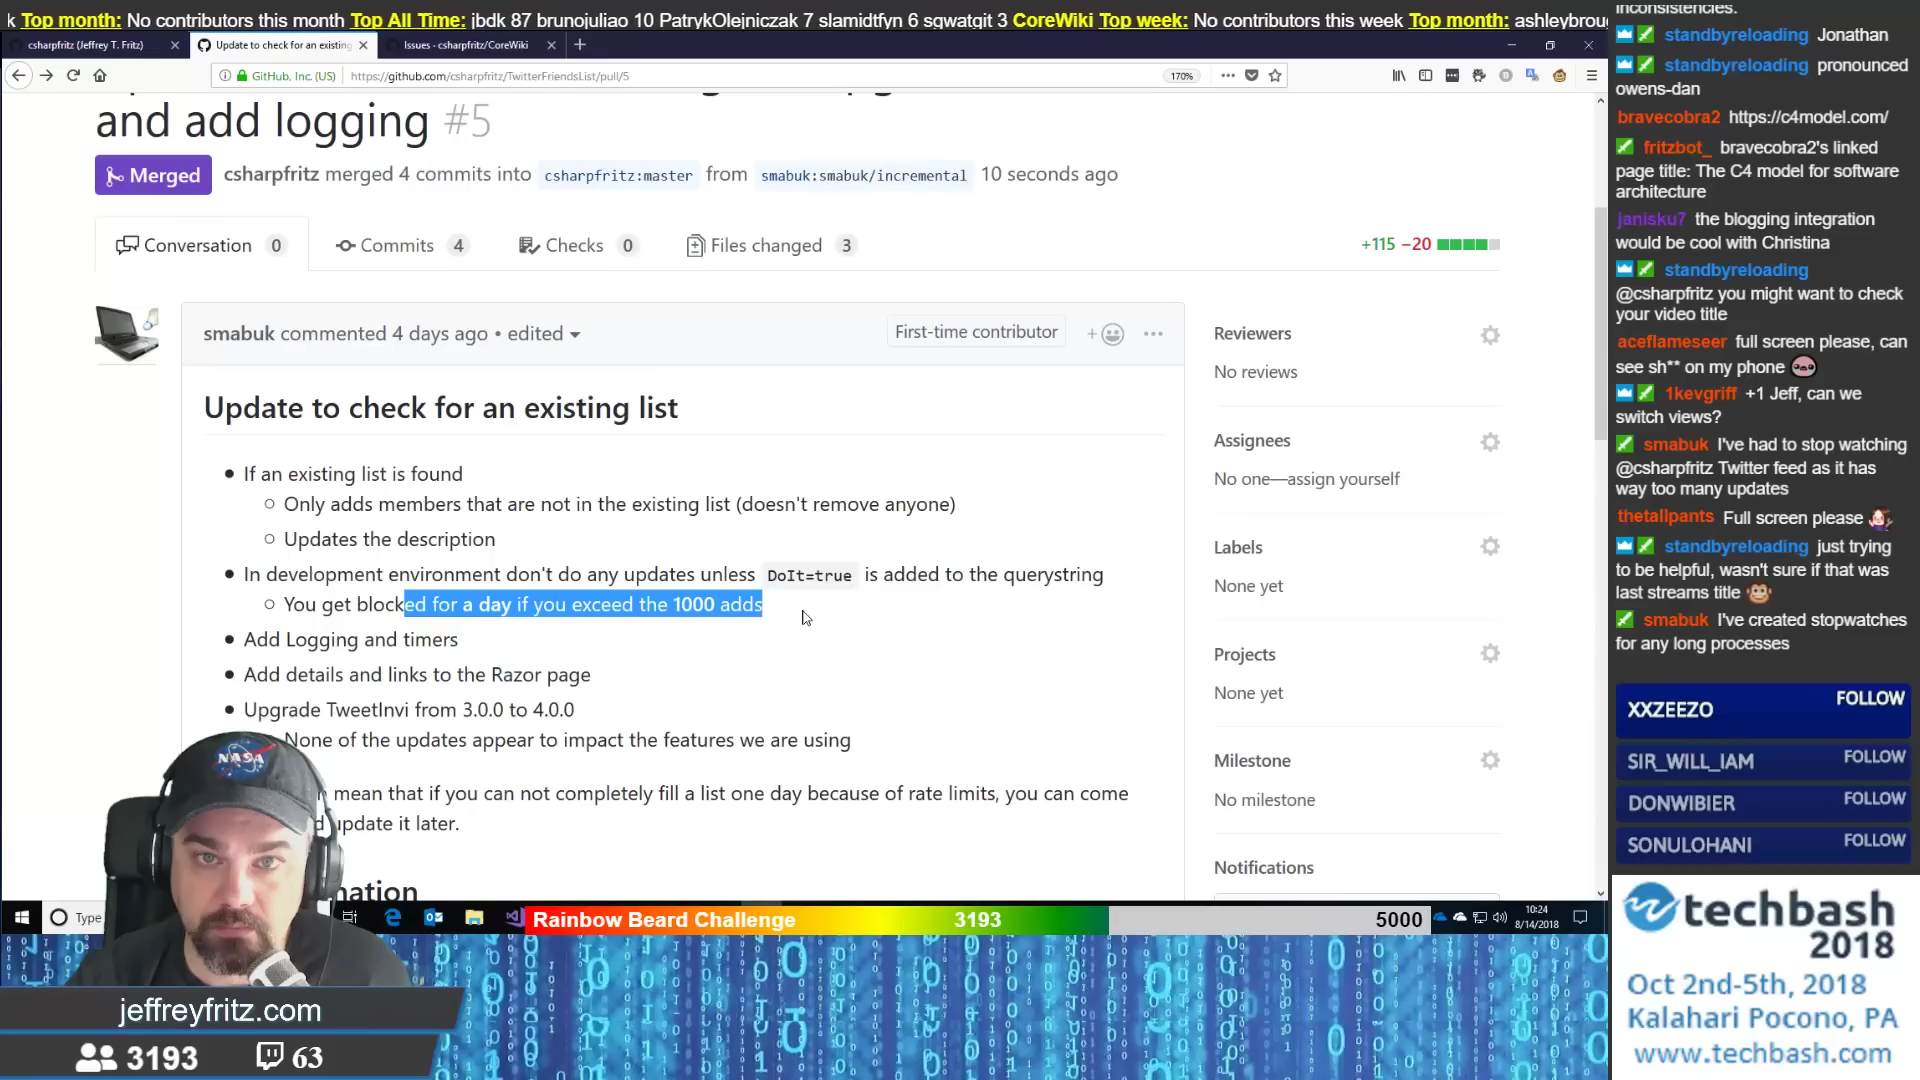 k Top month: No contributors this month Top All Time: jbdk 87 brunojuliao 10 PatrykOlejniczak 7 slamidtfyn 6 sgwatgit 3 CoreWiki Top week: No contributors this week Top month: ashleybrou
csharpfritz (Jeffrey T. Fritz)
Update to check for an existing
Issues · csharpfritz/CoreWiki
GitHub, Inc. (US)
https://github.com/csharpfritz/TwitterFriendsList/pull/5
170%
and add logging #5
Merged
csharpfritz merged 4 commits into csharpfritz:master from smabuk:smabuk/incremental 10 seconds ago
Conversation 0
Commits 4
Checks 0
Files changed 3
+115 −20
smabuk commented 4 days ago • edited
First-time contributor
Update to check for an existing list
If an existing list is found
Only adds members that are not in the existing list (doesn't remove anyone)
Updates the description
In development environment don't do any updates unless DoIt=true is added to the querystring
You get blocked for a day if you exceed the 1000 adds
Add Logging and timers
Add details and links to the Razor page
Upgrade TweetInvi from 3.0.0 to 4.0.0
None of the updates appear to impact the features we are using
mean that if you can not completely fill a list one day because of rate limits, you can come
update it later.
Reviewers
No reviews
Assignees
No one—assign yourself
Labels
None yet
Projects
None yet
Milestone
No milestone
Notifications
Type
Rainbow Beard Challenge 3193 5000
10:24
8/14/2018
NASA
jeffreyfritz.com
3193 63
inconsistencies.
standbyreloading Jonathan
standbyreloading pronounced
owens-dan
bravecobra2 https://c4model.com/
fritzbot_ bravecobra2's linked
page title: The C4 model for software
architecture
janisku7 the blogging integration
would be cool with Christina
standbyreloading
@csharpfritz you might want to check
your video title
aceflameseer full screen please, can
see sh** on my phone
1kevgriff +1 Jeff, can we
switch views?
smabuk I've had to stop watching
@csharpfritz Twitter feed as it has
way too many updates
thetallpants Full screen please
standbyreloading just trying
to be helpful, wasn't sure if that was
last streams title
smabuk I've created stopwatches
for any long processes
XXZEEZO FOLLOW
SIR_WILL_IAM FOLLOW
DONWIBIER FOLLOW
SONULOHANI FOLLOW
techbash
2018
Oct 2nd-5th, 2018
Kalahari Pocono, PA
www.techbash.com